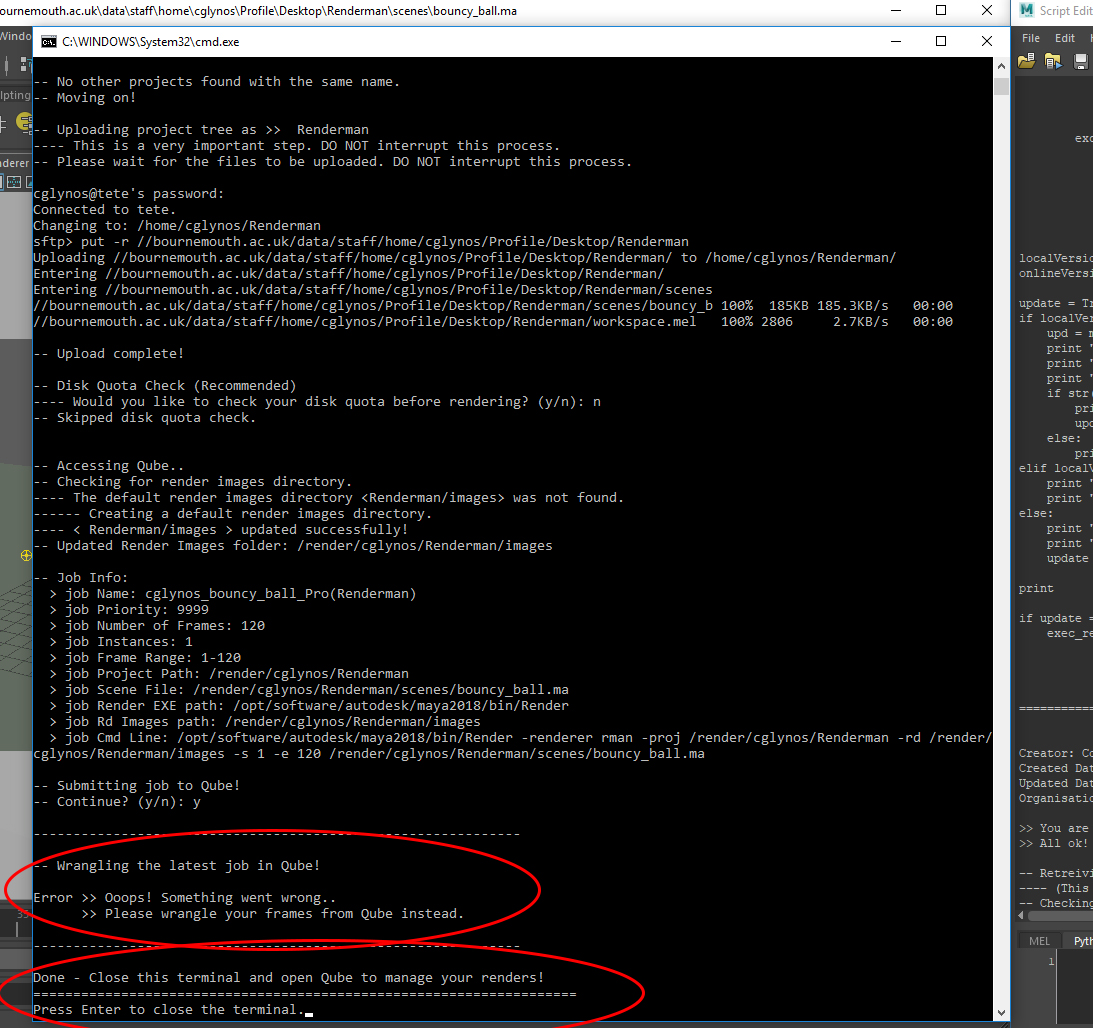 ournemouth.ac.uk\data\staff\home\cglynos\Profile\Desktop\Renderman\scenes\bouncy_ball.ma
Script Edit
Windo
C:\WINDOWS\System32\cmd.exe
File Edit
lpting
-- No other projects found with the same name.
-- Moving on!
-- Uploading project tree as >>  Renderman
---- This is a very important step. DO NOT interrupt this process.
exc
-- Please wait for the files to be uploaded. DO NOT interrupt this process.
derer
cglynos@tete's password:
Connected to tete.
Changing to: /home/cglynos/Renderman
sftp> put -r //bournemouth.ac.uk/data/staff/home/cglynos/Profile/Desktop/Renderman
Uploading //bournemouth.ac.uk/data/staff/home/cglynos/Profile/Desktop/Renderman/ to /home/cglynos/Renderman/
Entering //bournemouth.ac.uk/data/staff/home/cglynos/Profile/Desktop/Renderman/
Entering //bournemouth.ac.uk/data/staff/home/cglynos/Profile/Desktop/Renderman/scenes
//bournemouth.ac.uk/data/staff/home/cglynos/Profile/Desktop/Renderman/scenes/bouncy_b 100%  185KB 185.3KB/s   00:00
//bournemouth.ac.uk/data/staff/home/cglynos/Profile/Desktop/Renderman/workspace.mel   100% 2806     2.7KB/s   00:00
-- Upload complete!
-- Disk Quota Check (Recommended)
---- Would you like to check your disk quota before rendering? (y/n): n
-- Skipped disk quota check.
-- Accessing Qube..
-- Checking for render images directory.
---- The default render images directory <Renderman/images> was not found.
------ Creating a default render images directory.
---- < Renderman/images > updated successfully!
-- Updated Render Images folder: /render/cglynos/Renderman/images
-- Job Info:
> job Name: cglynos_bouncy_ball_Pro(Renderman)
> job Priority: 9999
> job Number of Frames: 120
> job Instances: 1
> job Frame Range: 1-120
> job Project Path: /render/cglynos/Renderman
> job Scene File: /render/cglynos/Renderman/scenes/bouncy_ball.ma
> job Render EXE path: /opt/software/autodesk/maya2018/bin/Render
> job Rd Images path: /render/cglynos/Renderman/images
> job Cmd Line: /opt/software/autodesk/maya2018/bin/Render -renderer rman -proj /render/cglynos/Renderman -rd /render/
cglynos/Renderman/images -s 1 -e 120 /render/cglynos/Renderman/scenes/bouncy_ball.ma
-- Submitting job to Qube!
-- Continue? (y/n): y
-------------------------------------------------------------
-- Wrangling the latest job in Qube!
Error >> Ooops! Something went wrong..
>> Please wrangle your frames from Qube instead.
-------------------------------------------------------------
Done - Close this terminal and open Qube to manage your renders!
====================================================================
Press Enter to close the terminal.
35
localVersio
onlineVersi
update = Tr
if localVer
upd = m
print '
print '
print '
if str(
pri
upd
else:
pri
elif localV
print '
print '
else:
print '
print '
update
print
if update =
exec_re
==========
Creator: Co
Created Dat
Updated Dat
Organisatio
>> You are
>> All ok!
-- Retreivi
---- (This
-- Checking
MEL Pyth
1